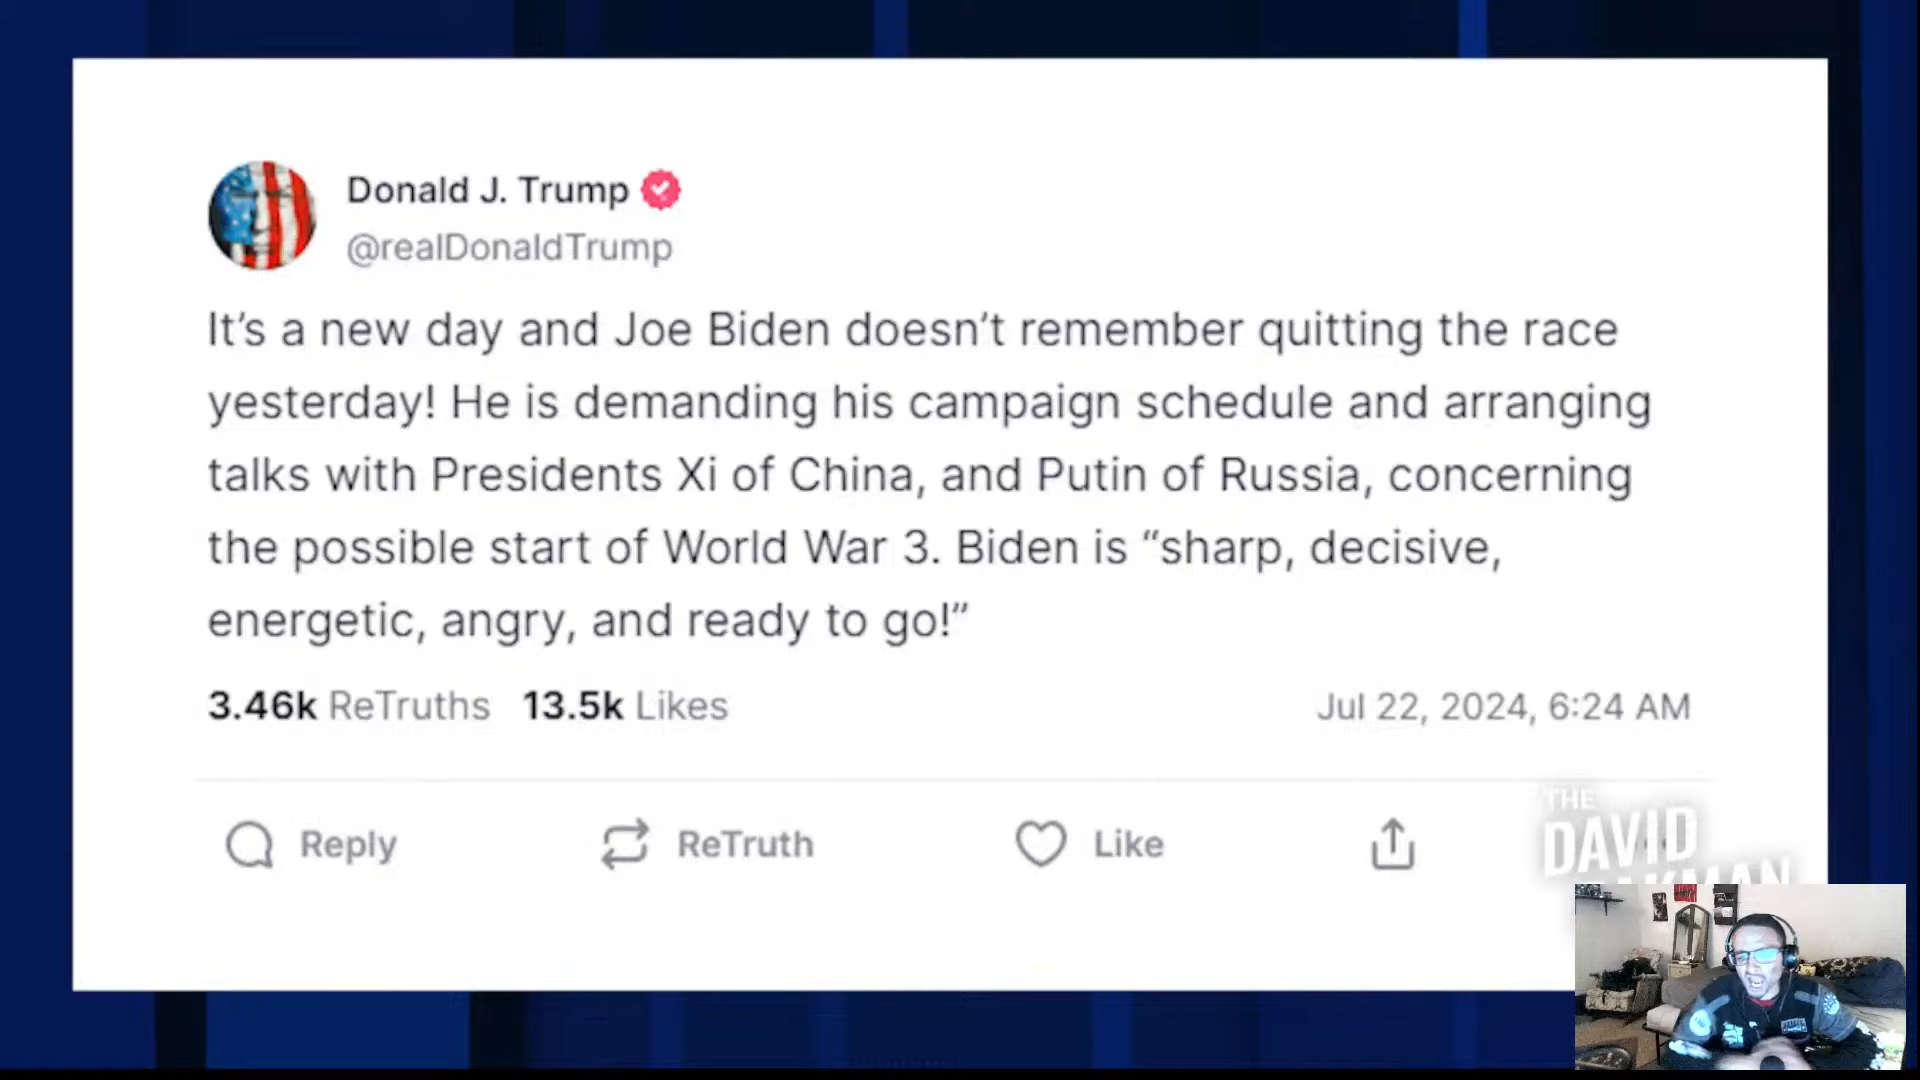 Donald J. Trump
@realDonaldTrump
It’s a new day and Joe Biden doesn’t remember quitting the race
yesterday! He is demanding his campaign schedule and arranging
talks with Presidents Xi of China, and Putin of Russia, concerning
the possible start of World War 3. Biden is “sharp, decisive,
energetic, angry, and ready to go!”
3.46k ReTruths 13.5k Likes Jul 22, 2024, 6:24 AM
Reply ReTruth Like
THE
DAVID